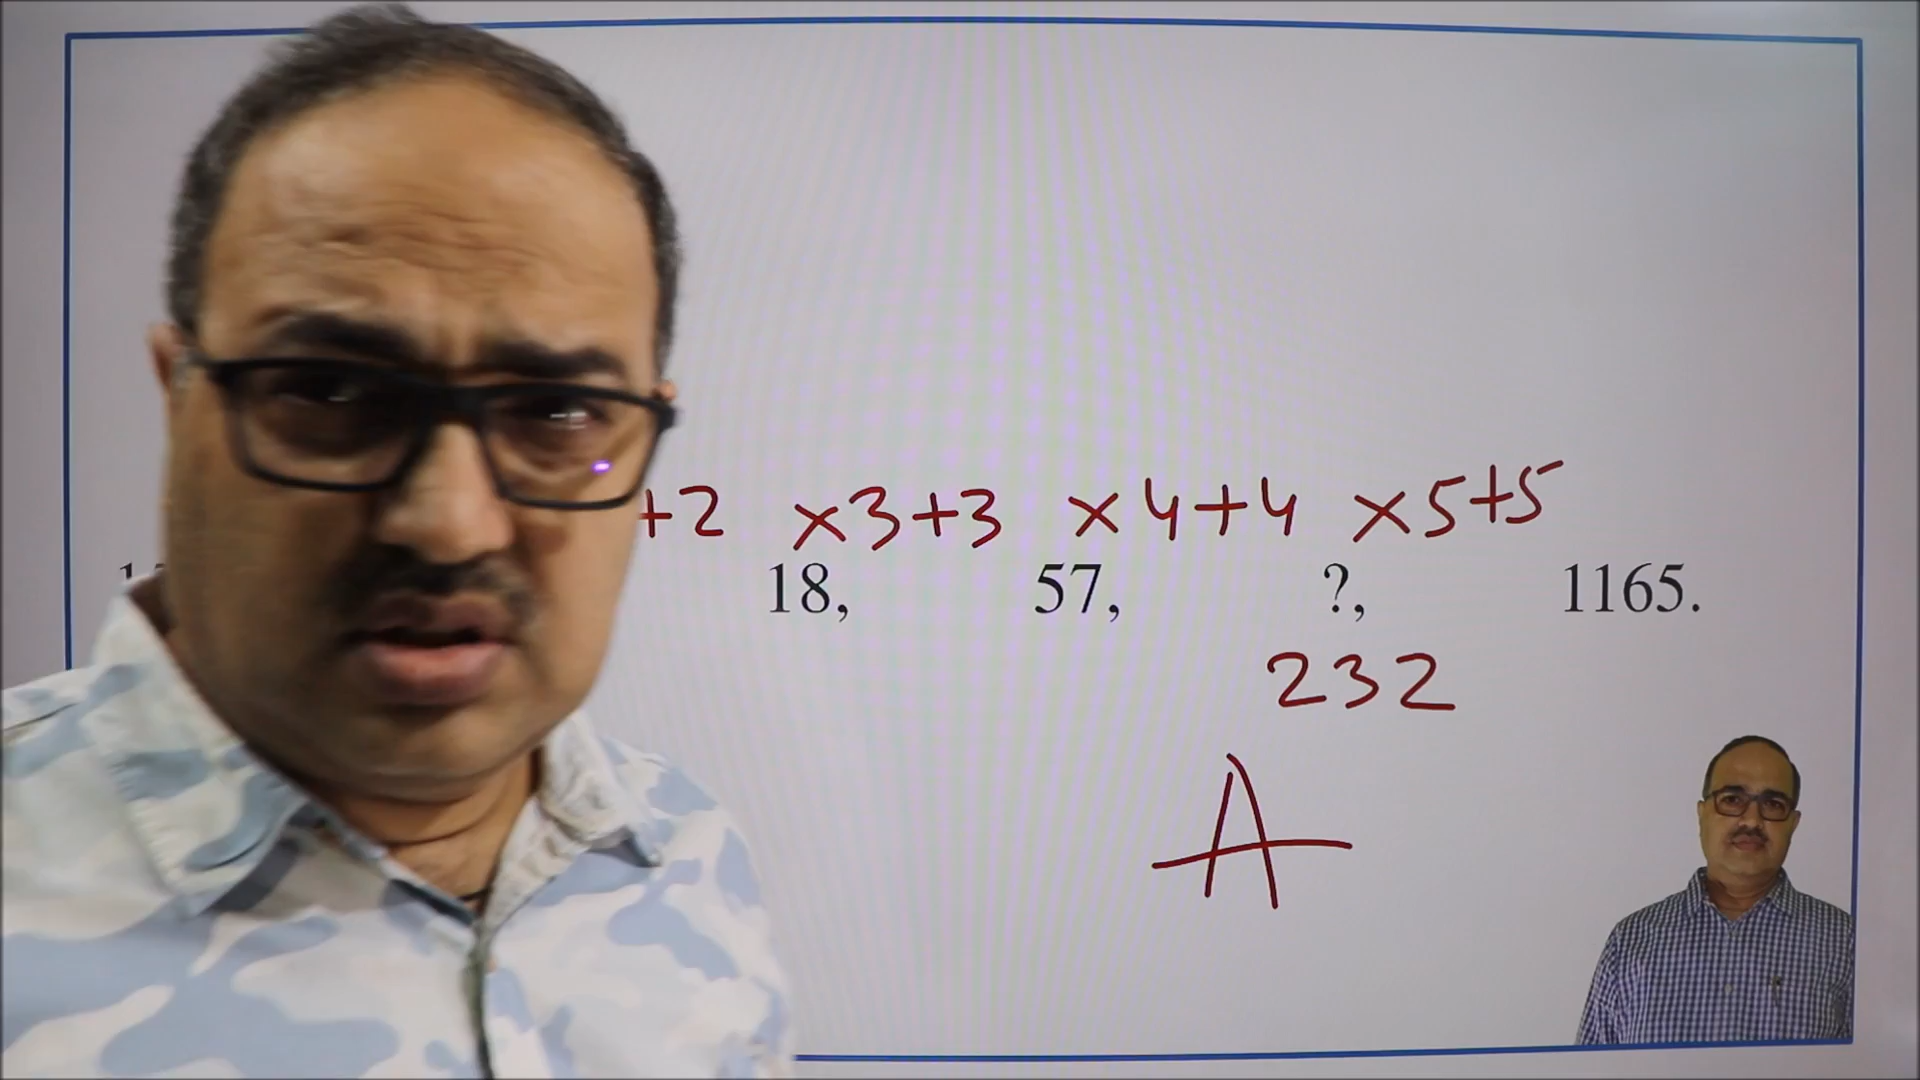 +2 ×3+3 ×4+4 ×5+5
18, 57, ?, 1165.
232
A